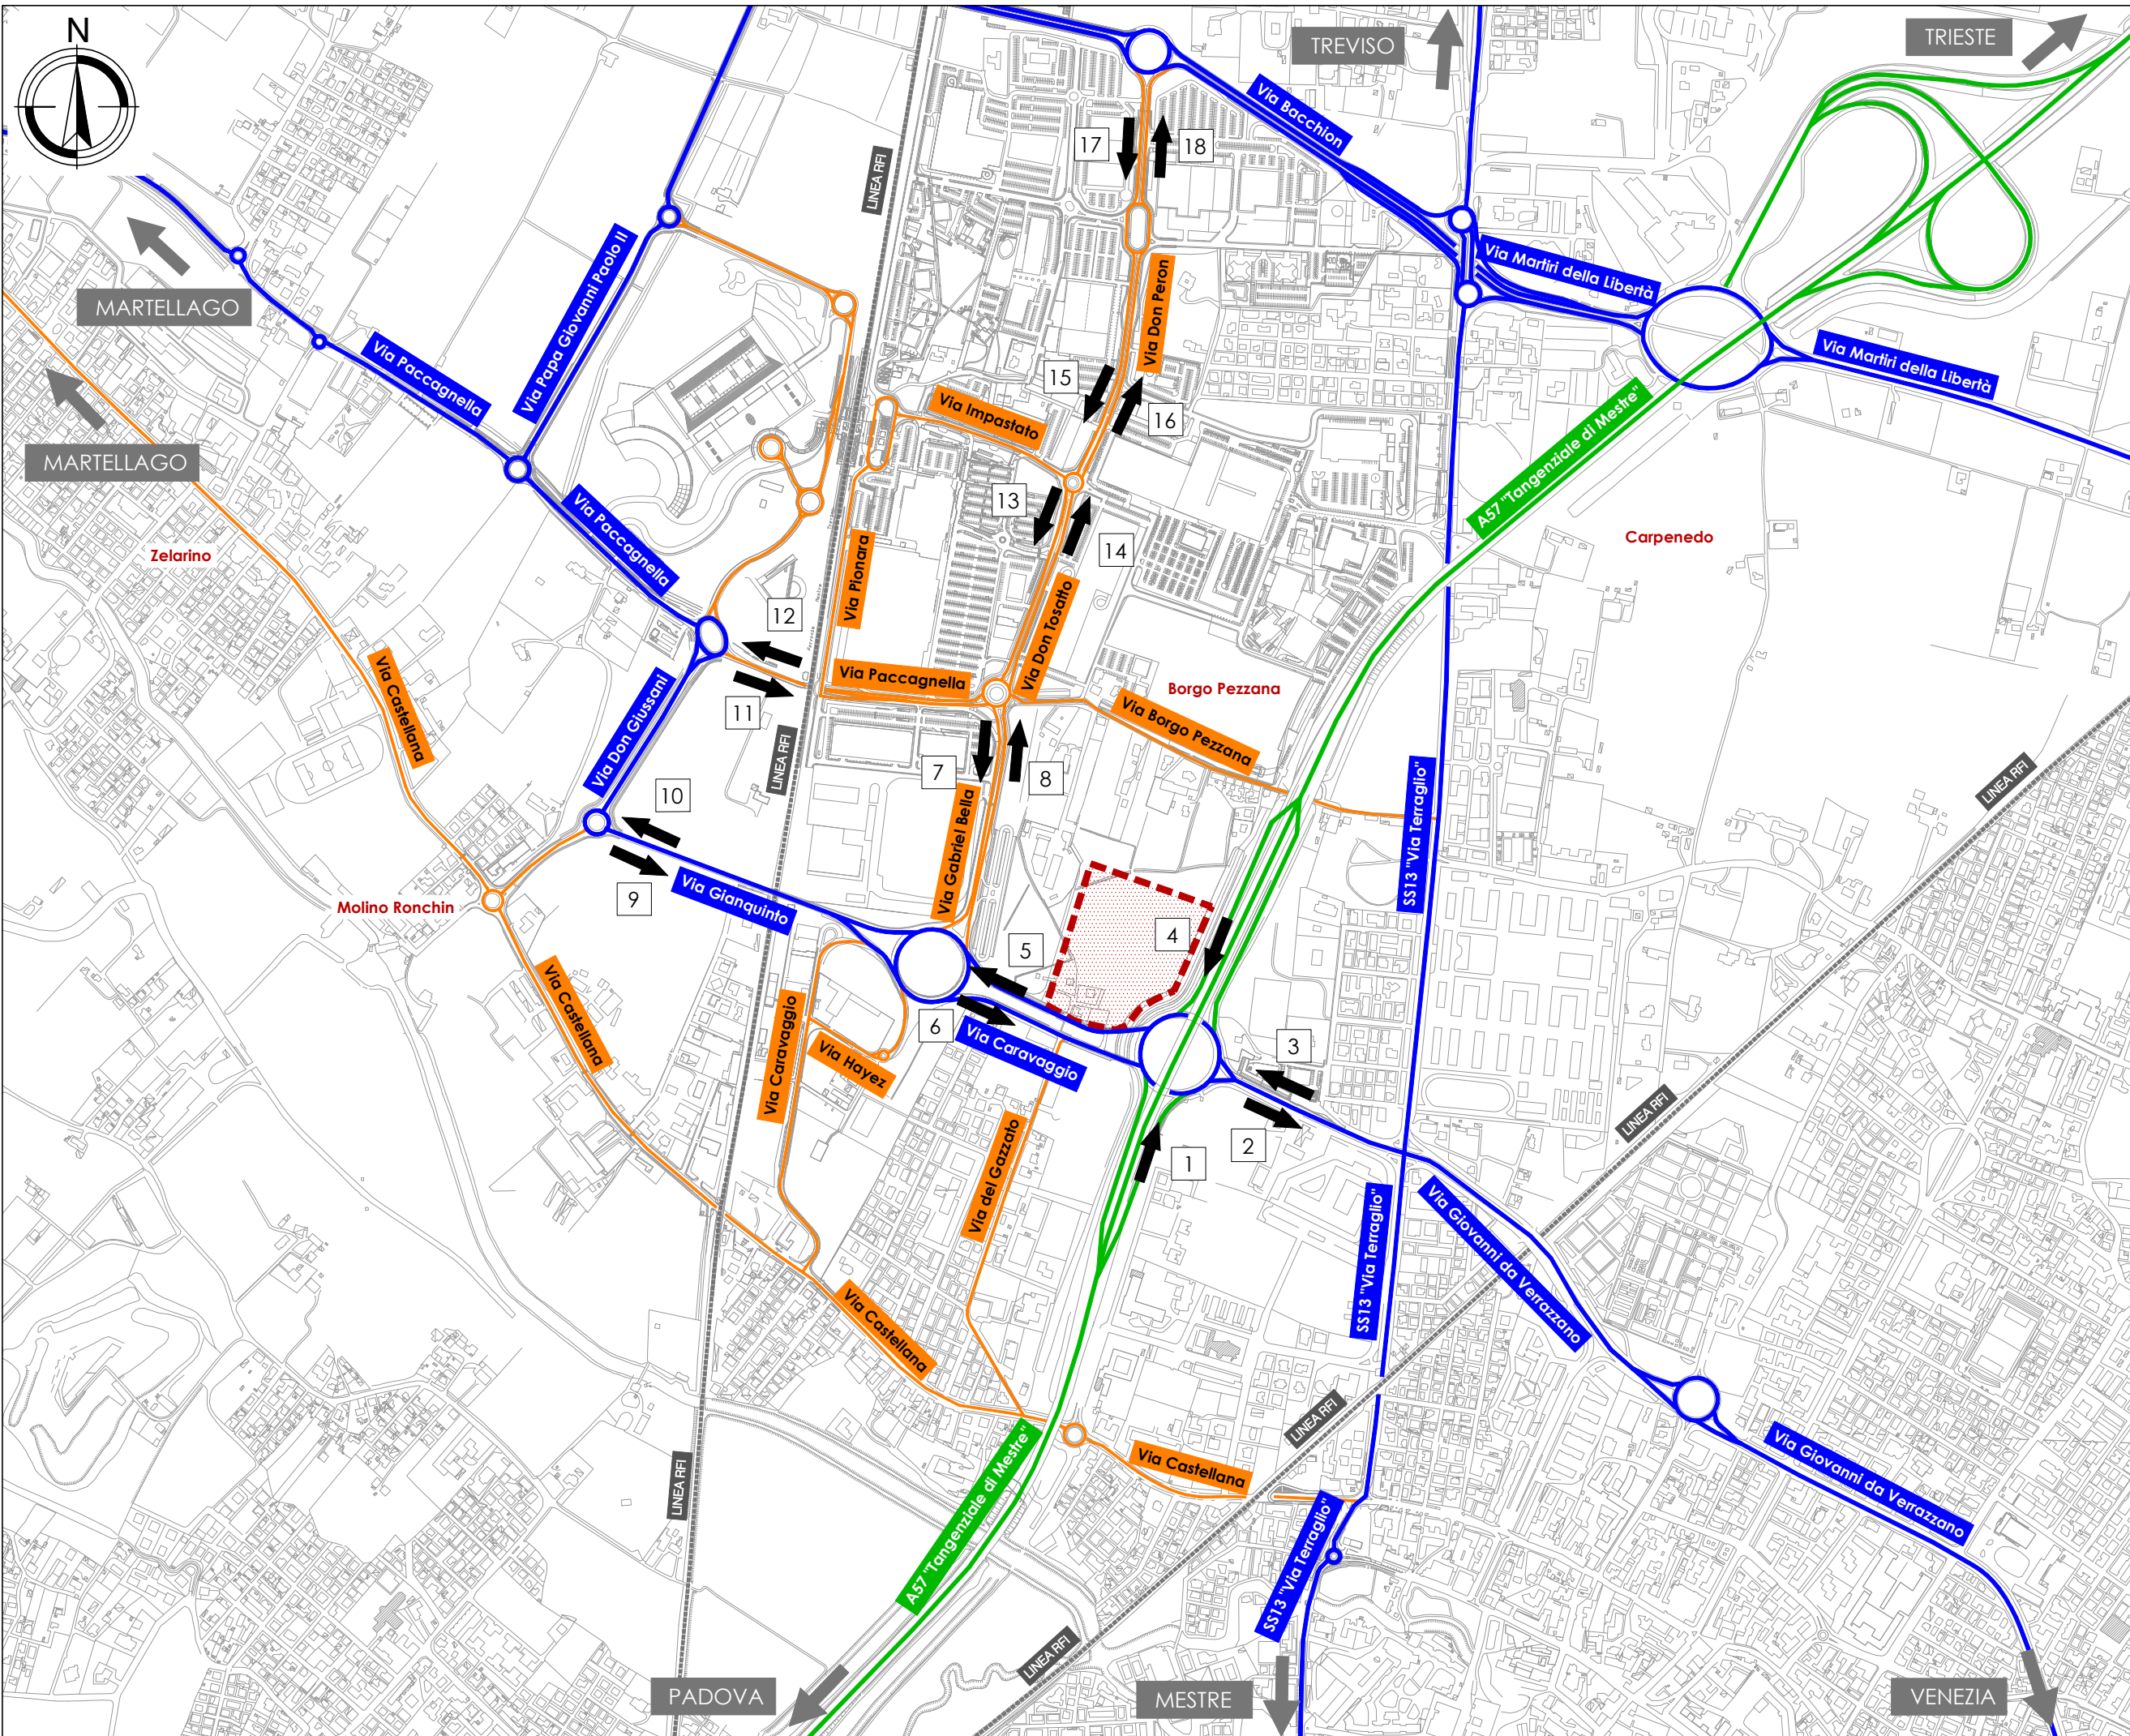 N
TREVISO
TRIESTE
Via Bacchion
17
18
LINEA RFI
Via Papa Giovanni Paolo II
Via Martiri della Libertà
MARTELLAGO
Via Don Peron
Via Paccagnella
Via Martiri della Libertà
15
16
Via Impastato
A57 "Tangenziale di Mestre"
MARTELLAGO
13
14
Via Paccagnella
Carpenedo
Zelarino
Via Pionara
12
Via Don Tosatto
Via Castellana
Via Paccagnella
Borgo Pezzana
11
Via Don Giussani
Via Borgo Pezzana
LINEA RFI
7
8
LINEA RFI
10
SS13 "Via Terraglio"
Via Gabriel Bella
9
Via Gianquinto
Molino Ronchin
4
5
6
Via Castellana
Via Caravaggio
Via Caravaggio
Via Hayez
3
2
1
LINEA RFI
Via del Gazzato
SS13 "Via Terraglio"
Via Giovanni da Verrazzano
Via Castellana
LINEA RFI
Via Castellana
A57 "Tangenziale di Mestre"
LINEA RFI
SS13 "Via Terraglio"
Via Giovanni da Verrazzano
LINEA RFI
PADOVA
MESTRE
VENEZIA